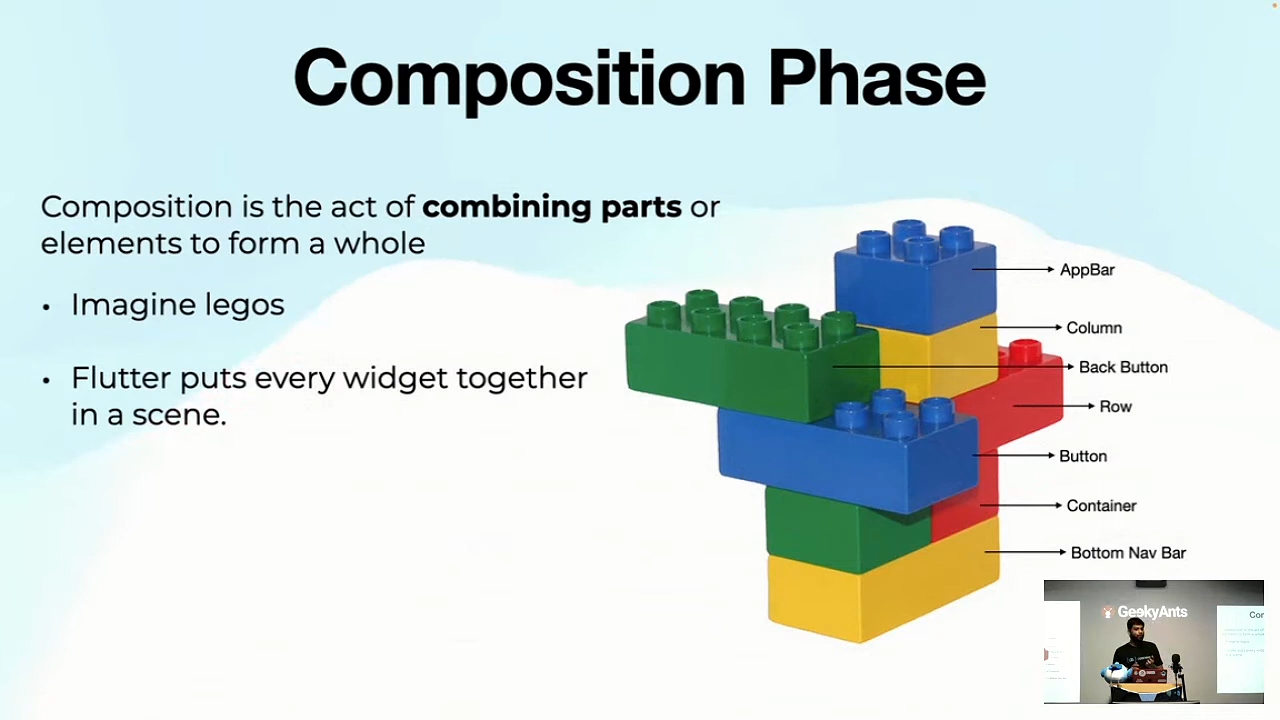 Composition Phase
Composition is the act of combining parts or
elements to form a whole
• Imagine legos
• Flutter puts every widget together
in a scene.
AppBar
Column
Back Button
Row
Button
Container
Bottom Nav Bar
GeekyAnts